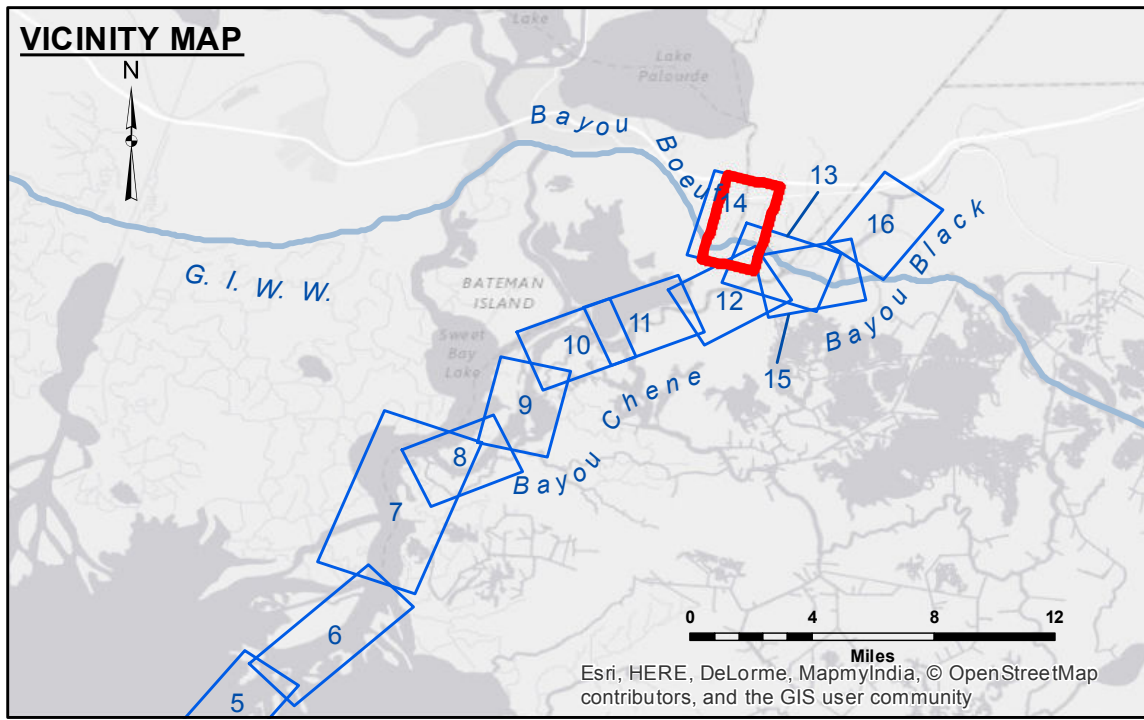 VICINITY MAP
N
Lake
Lake
Palourde
Bayou
Boeuf
13
14
16
Bayou Black
G. I. W. W.
BATEMAN
ISLAND
12
11
10
15
Sweet
Bay
Lake
Bayou Chene
9
8
7
6
5
0 4 8 12
Miles
Esri, HERE, DeLorme, MapmyIndia, © OpenStreetMap
contributors, and the GIS user community